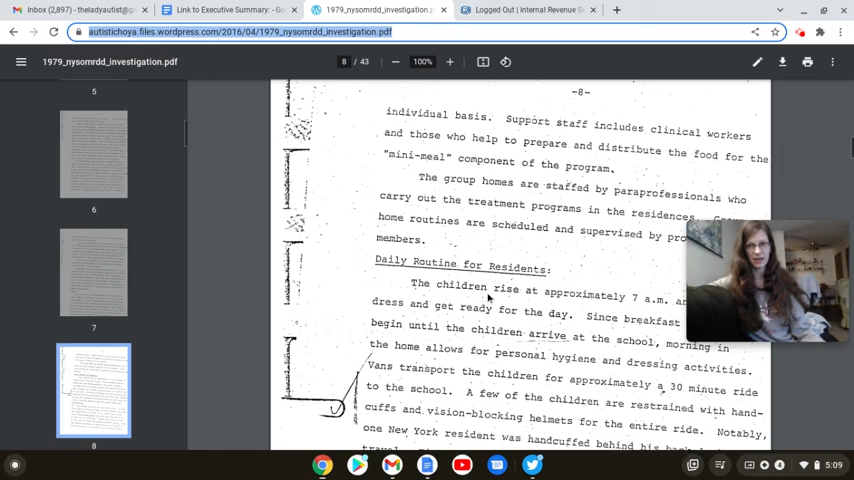 Inbox (2,897) - theladyautist@g
Link to Executive Summary: - Go
1979_nysomrdd_investigation.pc
Logged Out | Internal Revenue S
autistichoya.files.wordpress.com/2016/04/1979_nysomrdd_investigation.pdf
1979_nysomrdd_investigation.pdf
8 / 43
100%
5
6
7
8
-8-
individual basis. Support staff includes clinical workers
and those who help to prepare and distribute the food for the
"mini-meal" component of the program.
The group homes are staffed by paraprofessionals who
carry out the treatment programs in the residences. Group
home routines are scheduled and supervised by pro
members.
Daily Routine for Residents:
The children rise at approximately 7 a.m. an
dress and get ready for the day. Since breakfast
begin until the children arrive at the school, morning in
the home allows for personal hygiene and dressing activities.
Vans transport the children for approximately a 30 minute ride
to the school. A few of the children are restrained with hand-
cuffs and vision-blocking helmets for the entire ride. Notably,
one New York resident was handcuffed behind his back
travel.
5:09